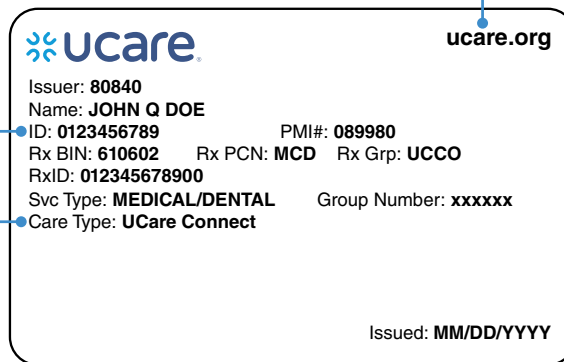 ucare
ucare.org
Issuer: 80840
Name: JOHN Q DOE
ID: 0123456789 PMI#: 089980
Rx BIN: 610602 Rx PCN: MCD Rx Grp: UCCO
RxID: 012345678900
Svc Type: MEDICAL/DENTAL Group Number: xxxxxx
Care Type: UCare Connect
Issued: MM/DD/YYYY